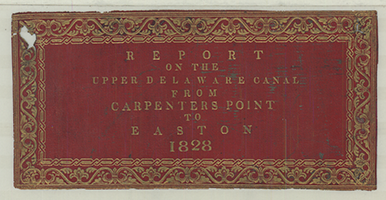 REPORT
ON THE
UPPER DELAWARE CANAL
FROM
CARPENTERS POINT
TO
EASTON
1828